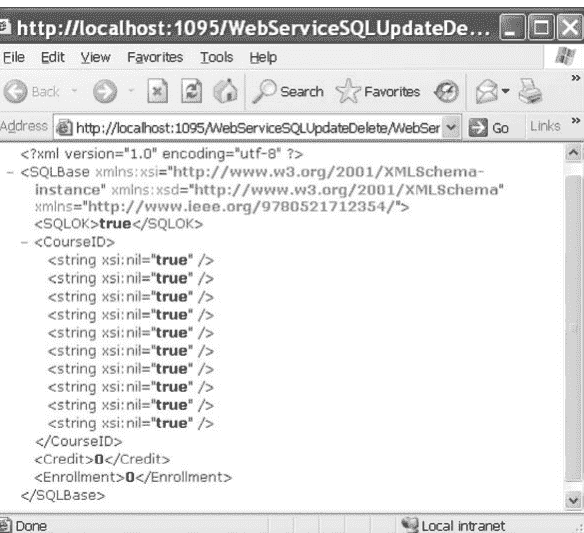 http://localhost:1095/WebServiceSQLUpdateDe...
File Edit View Favorites Tools Help
Back Search Favorites »
Address http://localhost:1095/WebServiceSQLUpdateDelete/WebSer Go Links »
<?xml version="1.0" encoding="utf-8" ?>
- <SQLBase xmlns:xsi="http://www.w3.org/2001/XMLSchema-
instance" xmlns:xsd="http://www.w3.org/2001/XMLSchema"
xmlns="http://www.ieee.org/9780521712354/">
<SQLOK>true</SQLOK>
- <CourseID>
<string xsi:nil="true" />
<string xsi:nil="true" />
<string xsi:nil="true" />
<string xsi:nil="true" />
<string xsi:nil="true" />
<string xsi:nil="true" />
<string xsi:nil="true" />
<string xsi:nil="true" />
<string xsi:nil="true" />
<string xsi:nil="true" />
</CourseID>
<Credit>0</Credit>
<Enrollment>0</Enrollment>
</SQLBase>
Done Local intranet